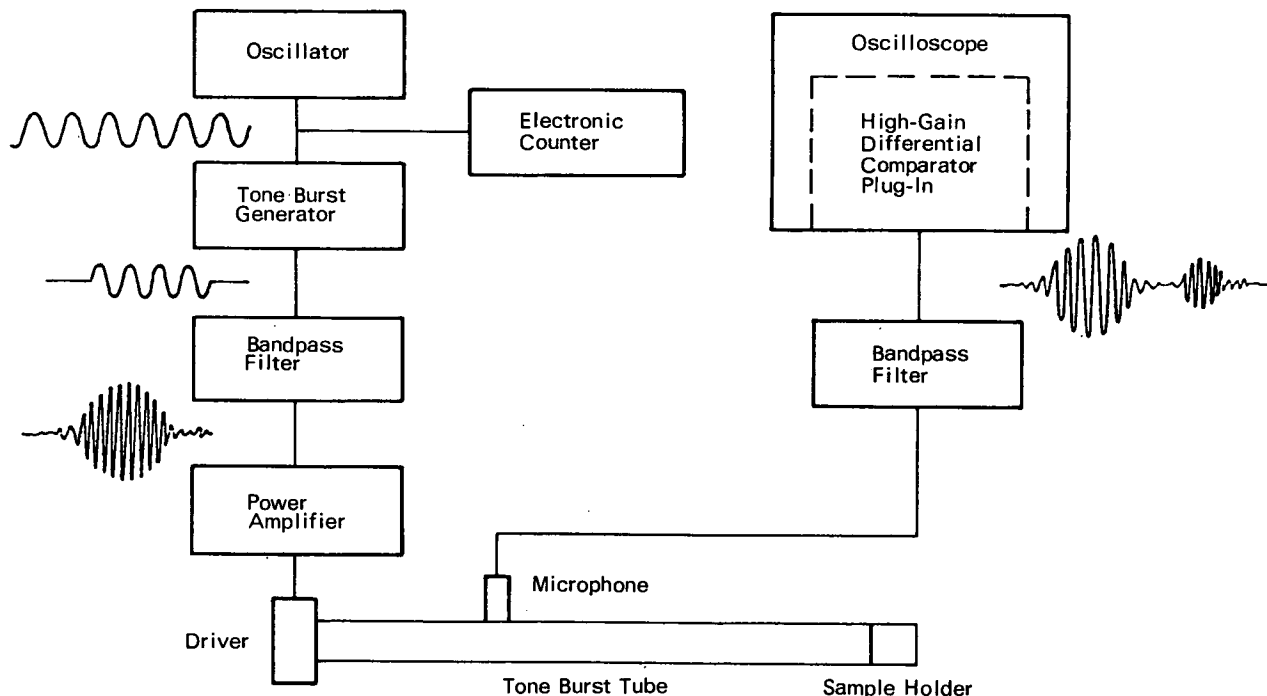 Oscillator
Oscilloscope
Electronic
Counter
High-Gain
Differential
Comparator
Plug-In
Tone Burst
Generator
Bandpass
Filter
Bandpass
Filter
Power
Amplifier
Microphone
Driver
Tone Burst Tube
Sample Holder